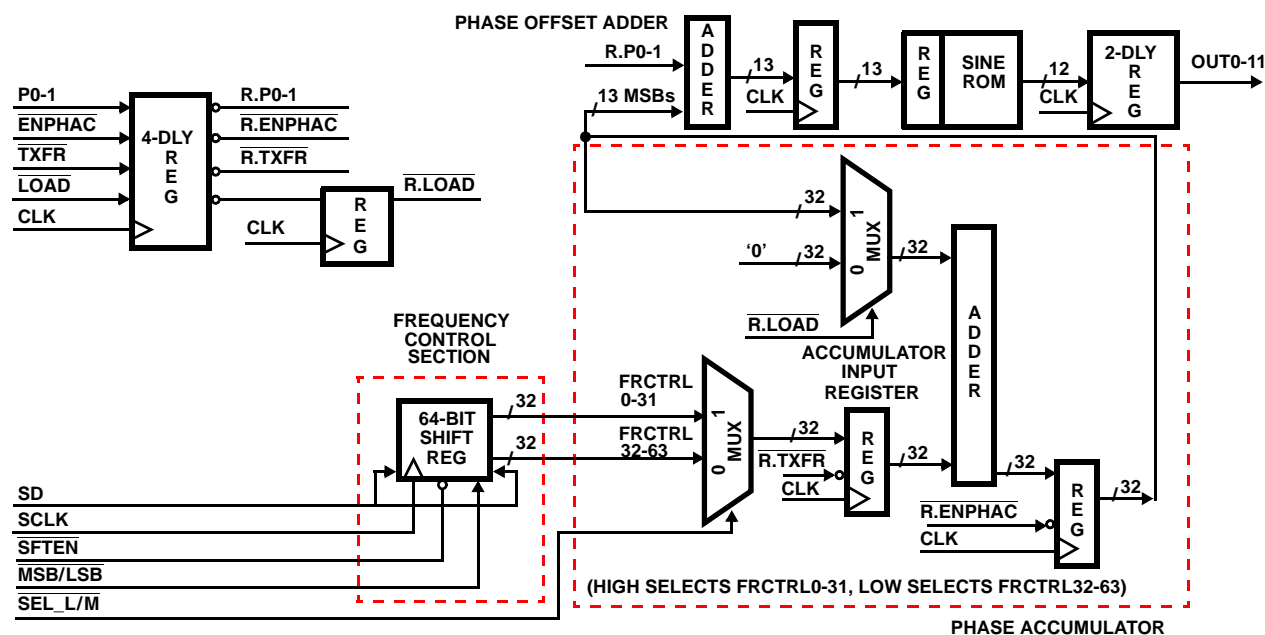 PHASE OFFSET ADDER
R.P0-1
13 MSBs
ADDER
13
CLK
REG
13
REG
SINE
ROM
12
CLK
2-DLY
REG
OUT0-11
P0-1
ENPHAC
TXFR
LOAD
CLK
4-DLY
REG
R.P0-1
R.ENPHAC
R.TXFR
CLK
REG
R.LOAD
32
'0'
32
1
MUX
0
32
R.LOAD
ADDER
FREQUENCY
CONTROL
SECTION
64-BIT
SHIFT
REG
32
32
FRCTRL
0-31
FRCTRL
32-63
1
MUX
0
32
ACCUMULATOR
INPUT
REGISTER
R.TXFR
CLK
REG
32
32
R.ENPHAC
CLK
REG
32
SD
SCLK
SFTEN
MSB/LSB
SEL_L/M
(HIGH SELECTS FRCTRL0-31, LOW SELECTS FRCTRL32-63)
PHASE ACCUMULATOR